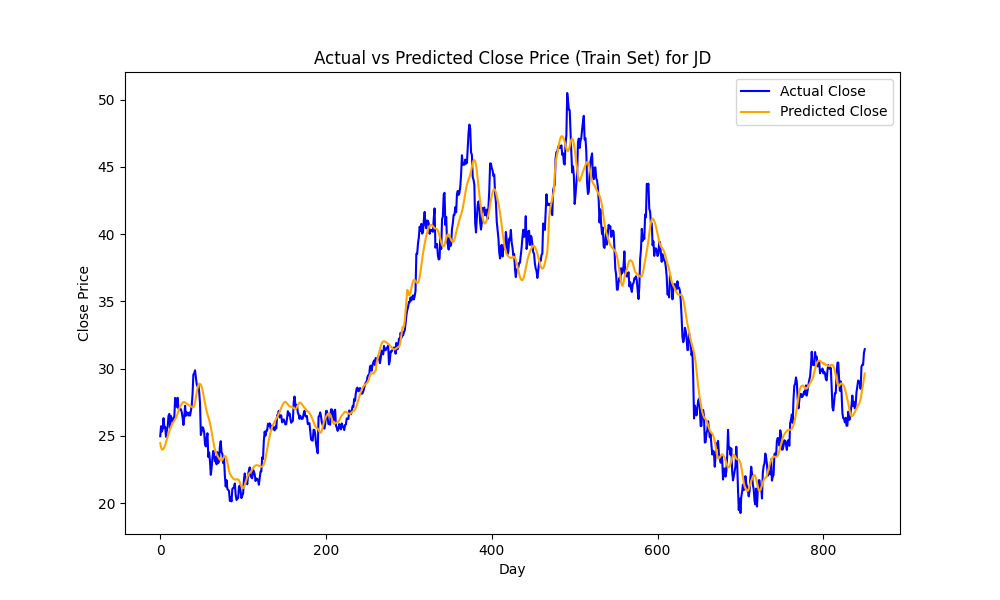 Actual vs Predicted Close Price (Train Set) for JD
Actual Close
Predicted Close
50
45
40
35
30
25
20
Close Price
0 200 400 600 800
Day